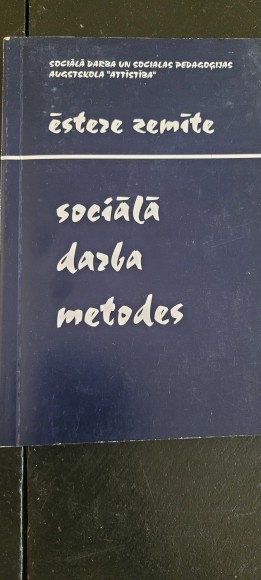 SOCIĀLĀ DARBA UN SOCIĀLĀS PEDAGOĢIJAS
AUGSTSKOLA "ATTĪSTĪBA"
ēstere zemīte
sociālā
darba
metodes